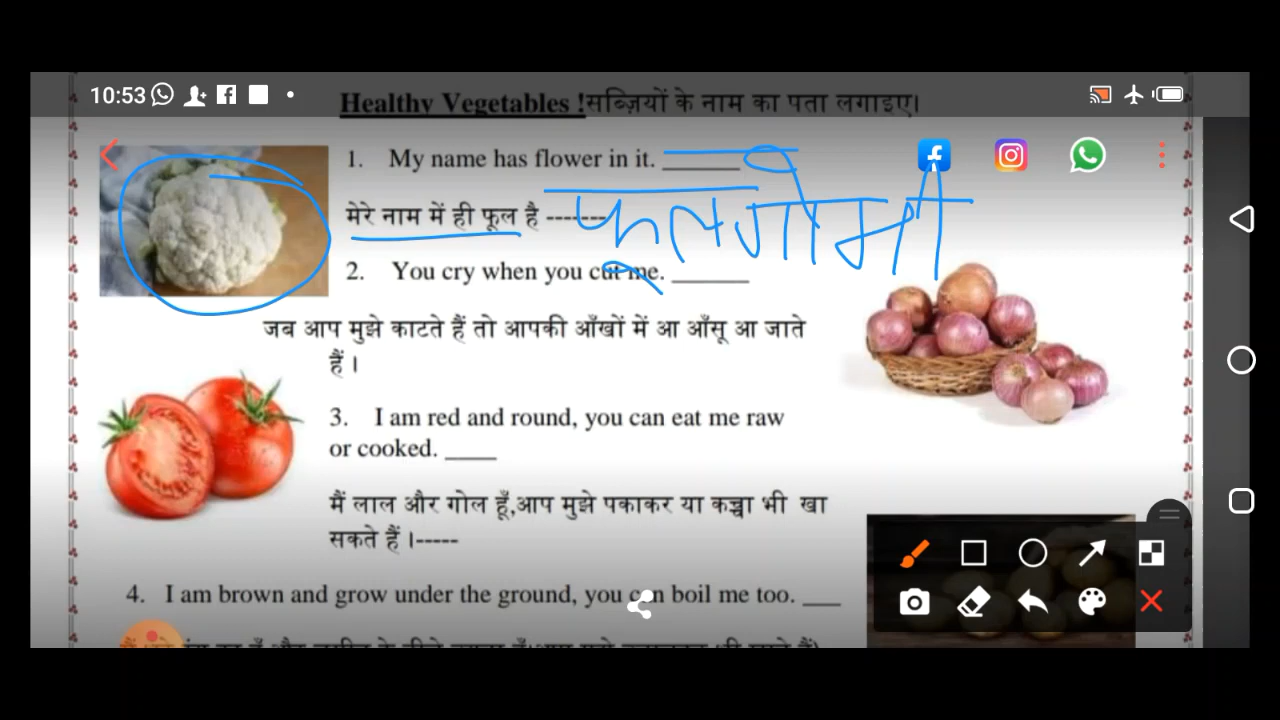 10:53
Healthy Vegetables !सब्ज़ियों के नाम का पता लगाइए।
1. My name has flower in it. ______
मेरे नाम में ही फूल है -------
2. You cry when you cut me. ______
जब आप मुझे काटते हैं तो आपकी आँखों में आ आँसू आ जाते
हैं ।
3. I am red and round, you can eat me raw
or cooked. ____
मैं लाल और गोल हूँ,आप मुझे पकाकर या कच्चा भी खा
सकते हैं ।-----
4. I am brown and grow under the ground, you can boil me too. ___